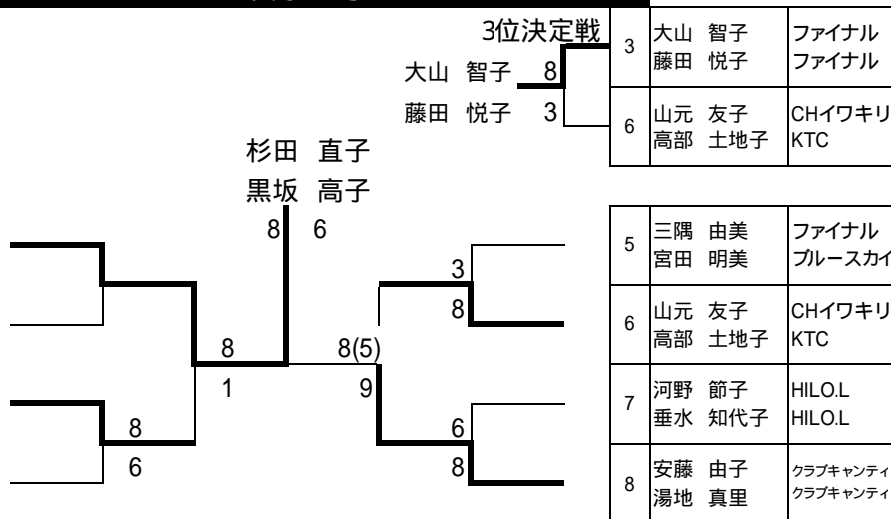 3位決定戦
3 大山 智子 ファイナル
藤田 悦子 ファイナル
大山 智子 8
藤田 悦子 3
6 山元 友子 CHイワキリ
高部 土地子 KTC
杉田 直子
黒坂 高子
8 6
5 三隅 由美 ファイナル
宮田 明美 ブルースカイ
3
8
6 山元 友子 CHイワキリ
高部 土地子 KTC
8 8(5)
1 9
7 河野 節子 HILO.L
垂水 知代子 HILO.L
8 6
6 8
8 安藤 由子 クラブキャンティ
湯地 真里 クラブキャンティ